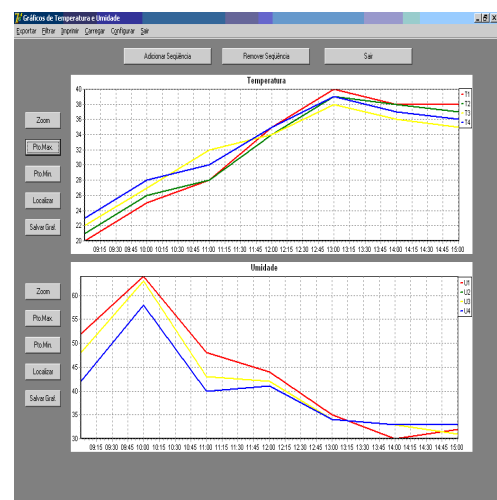 Gráficos de Temperatura e Umidade
Exportar Filtrar Imprimir Carregar Configurar Sair
Adicionar Seqüência Remover Seqüência Sair
Temperatura
40
38
36
34
32
30
28
26
24
22
20
T1
T2
T3
T4
Zoom
Pto.Max.
Pto.Min.
Localizar
Salvar Graf.
09:15 09:30 09:45 10:00 10:15 10:30 10:45 11:00 11:15 11:30 11:45 12:00 12:15 12:30 12:45 13:00 13:15 13:30 13:45 14:00 14:15 14:30 14:45 15:00
Umidade
60
55
50
45
40
35
30
U1
U2
U3
U4
Zoom
Pto.Max.
Pto.Min.
Localizar
Salvar Graf.
09:15 09:30 09:45 10:00 10:15 10:30 10:45 11:00 11:15 11:30 11:45 12:00 12:15 12:30 12:45 13:00 13:15 13:30 13:45 14:00 14:15 14:30 14:45 15:00